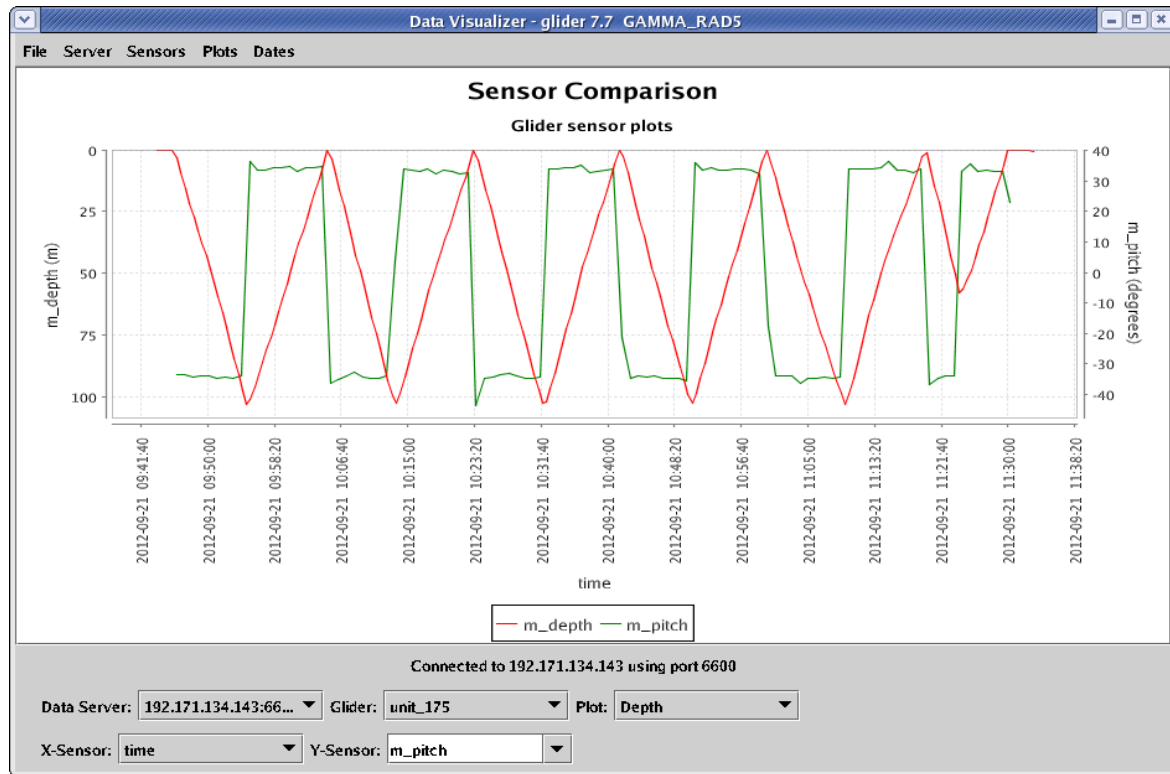 Data Visualizer - glider 7.7 GAMMA_RAD5
File Server Sensors Plots Dates
Sensor Comparison
Glider sensor plots
m_depth (m)
0
25
50
75
100
40
30
20
10
0
-10
-20
-30
-40
m_pitch (degrees)
2012-09-21 09:41:40
2012-09-21 09:50:00
2012-09-21 09:58:20
2012-09-21 10:06:40
2012-09-21 10:15:00
2012-09-21 10:23:20
2012-09-21 10:31:40
2012-09-21 10:40:00
2012-09-21 10:48:20
2012-09-21 10:56:40
2012-09-21 11:05:00
2012-09-21 11:13:20
2012-09-21 11:21:40
2012-09-21 11:30:00
2012-09-21 11:38:20
time
m_depth m_pitch
Connected to 192.171.134.143 using port 6600
Data Server: 192.171.134.143:66... Glider: unit_175 Plot: Depth
X-Sensor: time Y-Sensor: m_pitch